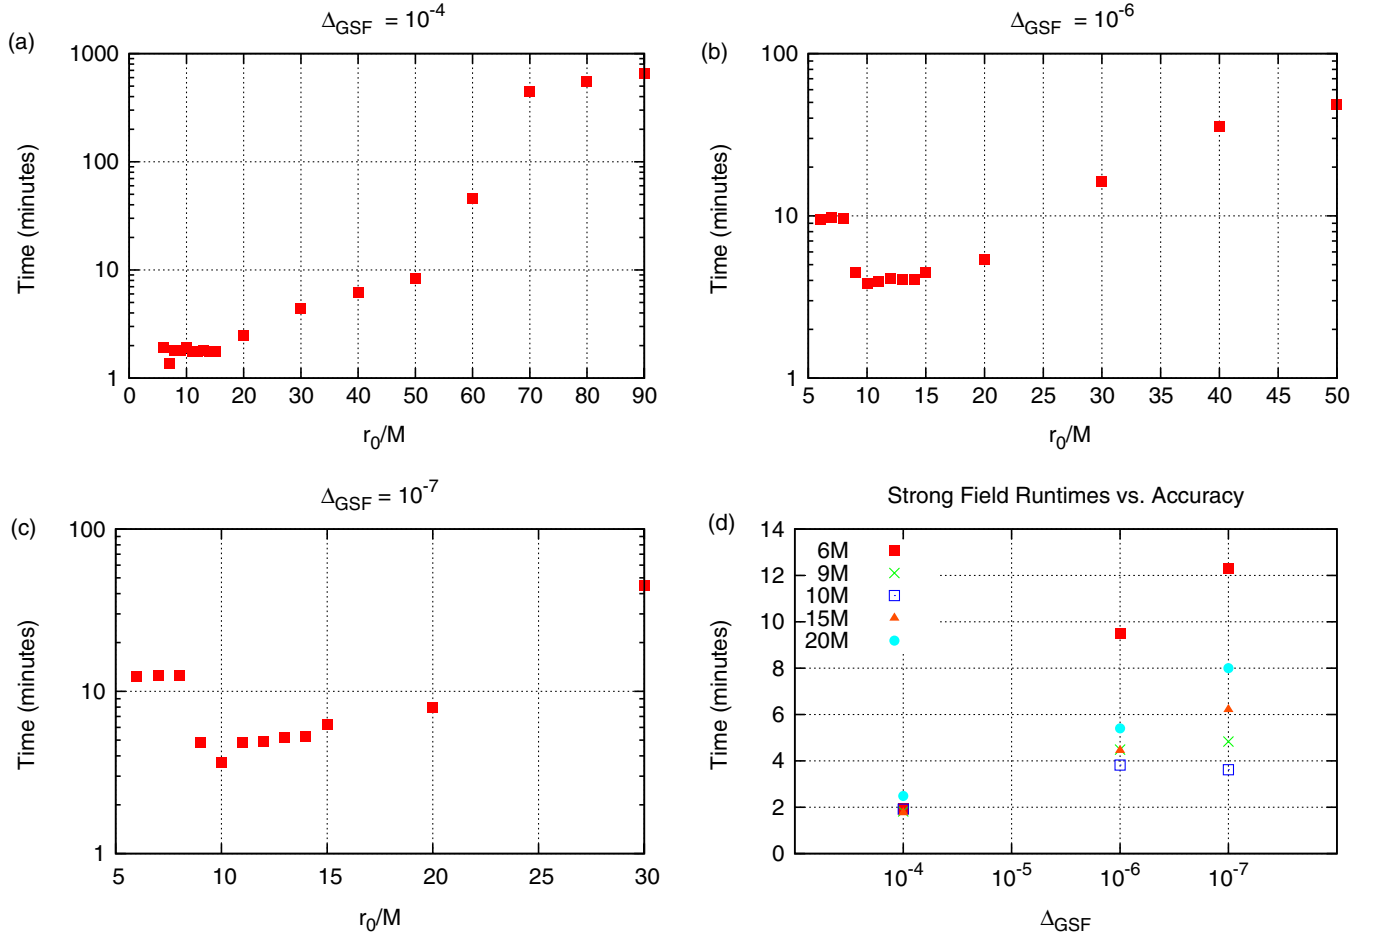 (a)
Δ_GSF = 10^-4
Time (minutes)
1000
100
10
1
0 10 20 30 40 50 60 70 80 90
r_0/M
(b)
Δ_GSF = 10^-6
Time (minutes)
100
10
1
5 10 15 20 25 30 35 40 45 50
r_0/M
(c)
Δ_GSF = 10^-7
Time (minutes)
100
10
1
5 10 15 20 25 30
r_0/M
(d)
Strong Field Runtimes vs. Accuracy
Time (minutes)
14
12
10
8
6
4
2
0
6M
9M
10M
15M
20M
10^-4 10^-5 10^-6 10^-7
Δ_GSF